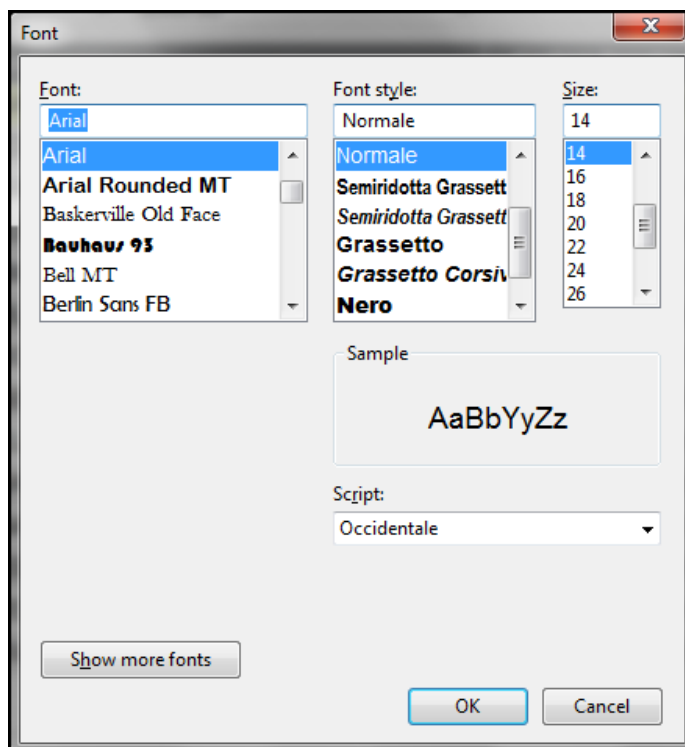 Font
Font:
Arial
Arial
Arial Rounded MT
Baskerville Old Face
Bauhaus 93
Bell MT
Berlin Sans FB
Font style:
Normale
Normale
Semiridotta Grassett
Semiridotta Grassett
Grassetto
Grassetto Corsiv
Nero
Size:
14
14
16
18
20
22
24
26
Sample
AaBbYyZz
Script:
Occidentale
Show more fonts
OK
Cancel